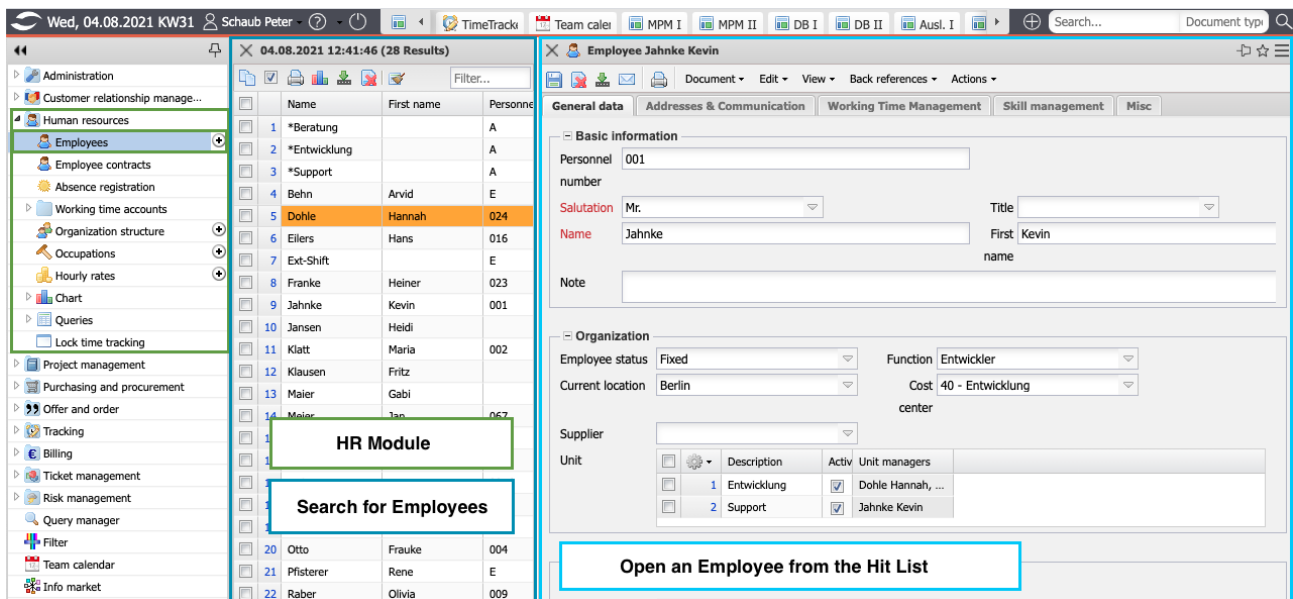 Wed, 04.08.2021 KW31 Schaub Peter
TimeTracke Team caler MPM I MPM II DB I DB II Ausl. I Search... Document type
04.08.2021 12:41:46 (28 Results)
Employee Jahnke Kevin
Administration
Customer relationship manage...
Human resources
Employees
Employee contracts
Absence registration
Working time accounts
Organization structure
Occupations
Hourly rates
Chart
Queries
Lock time tracking
Project management
Purchasing and procurement
Offer and order
Tracking
Billing
Ticket management
Risk management
Query manager
Filter
Team calendar
Info market
Filter...
Name First name Personne
1 *Beratung A
2 *Entwicklung A
3 *Support A
4 Behn Arvid E
5 Dohle Hannah 024
6 Eilers Hans 016
7 Ext-Shift E
8 Franke Heiner 023
9 Jahnke Kevin 001
10 Jansen Heidi
11 Klatt Maria 002
12 Klausen Fritz
13 Maier Gabi
14 Meier Jan 067
HR Module
Search for Employees
20 Otto Frauke 004
21 Pfisterer Rene E
22 Raber Olivia 009
Document Edit View Back references Actions
General data Addresses & Communication Working Time Management Skill management Misc
Basic information
Personnel number 001
Salutation Mr. Title
Name Jahnke First name Kevin
Note
Organization
Employee status Fixed Function Entwickler
Current location Berlin Cost center 40 - Entwicklung
Supplier
Unit
Description Activ Unit managers
1 Entwicklung Dohle Hannah, ...
2 Support Jahnke Kevin
Open an Employee from the Hit List